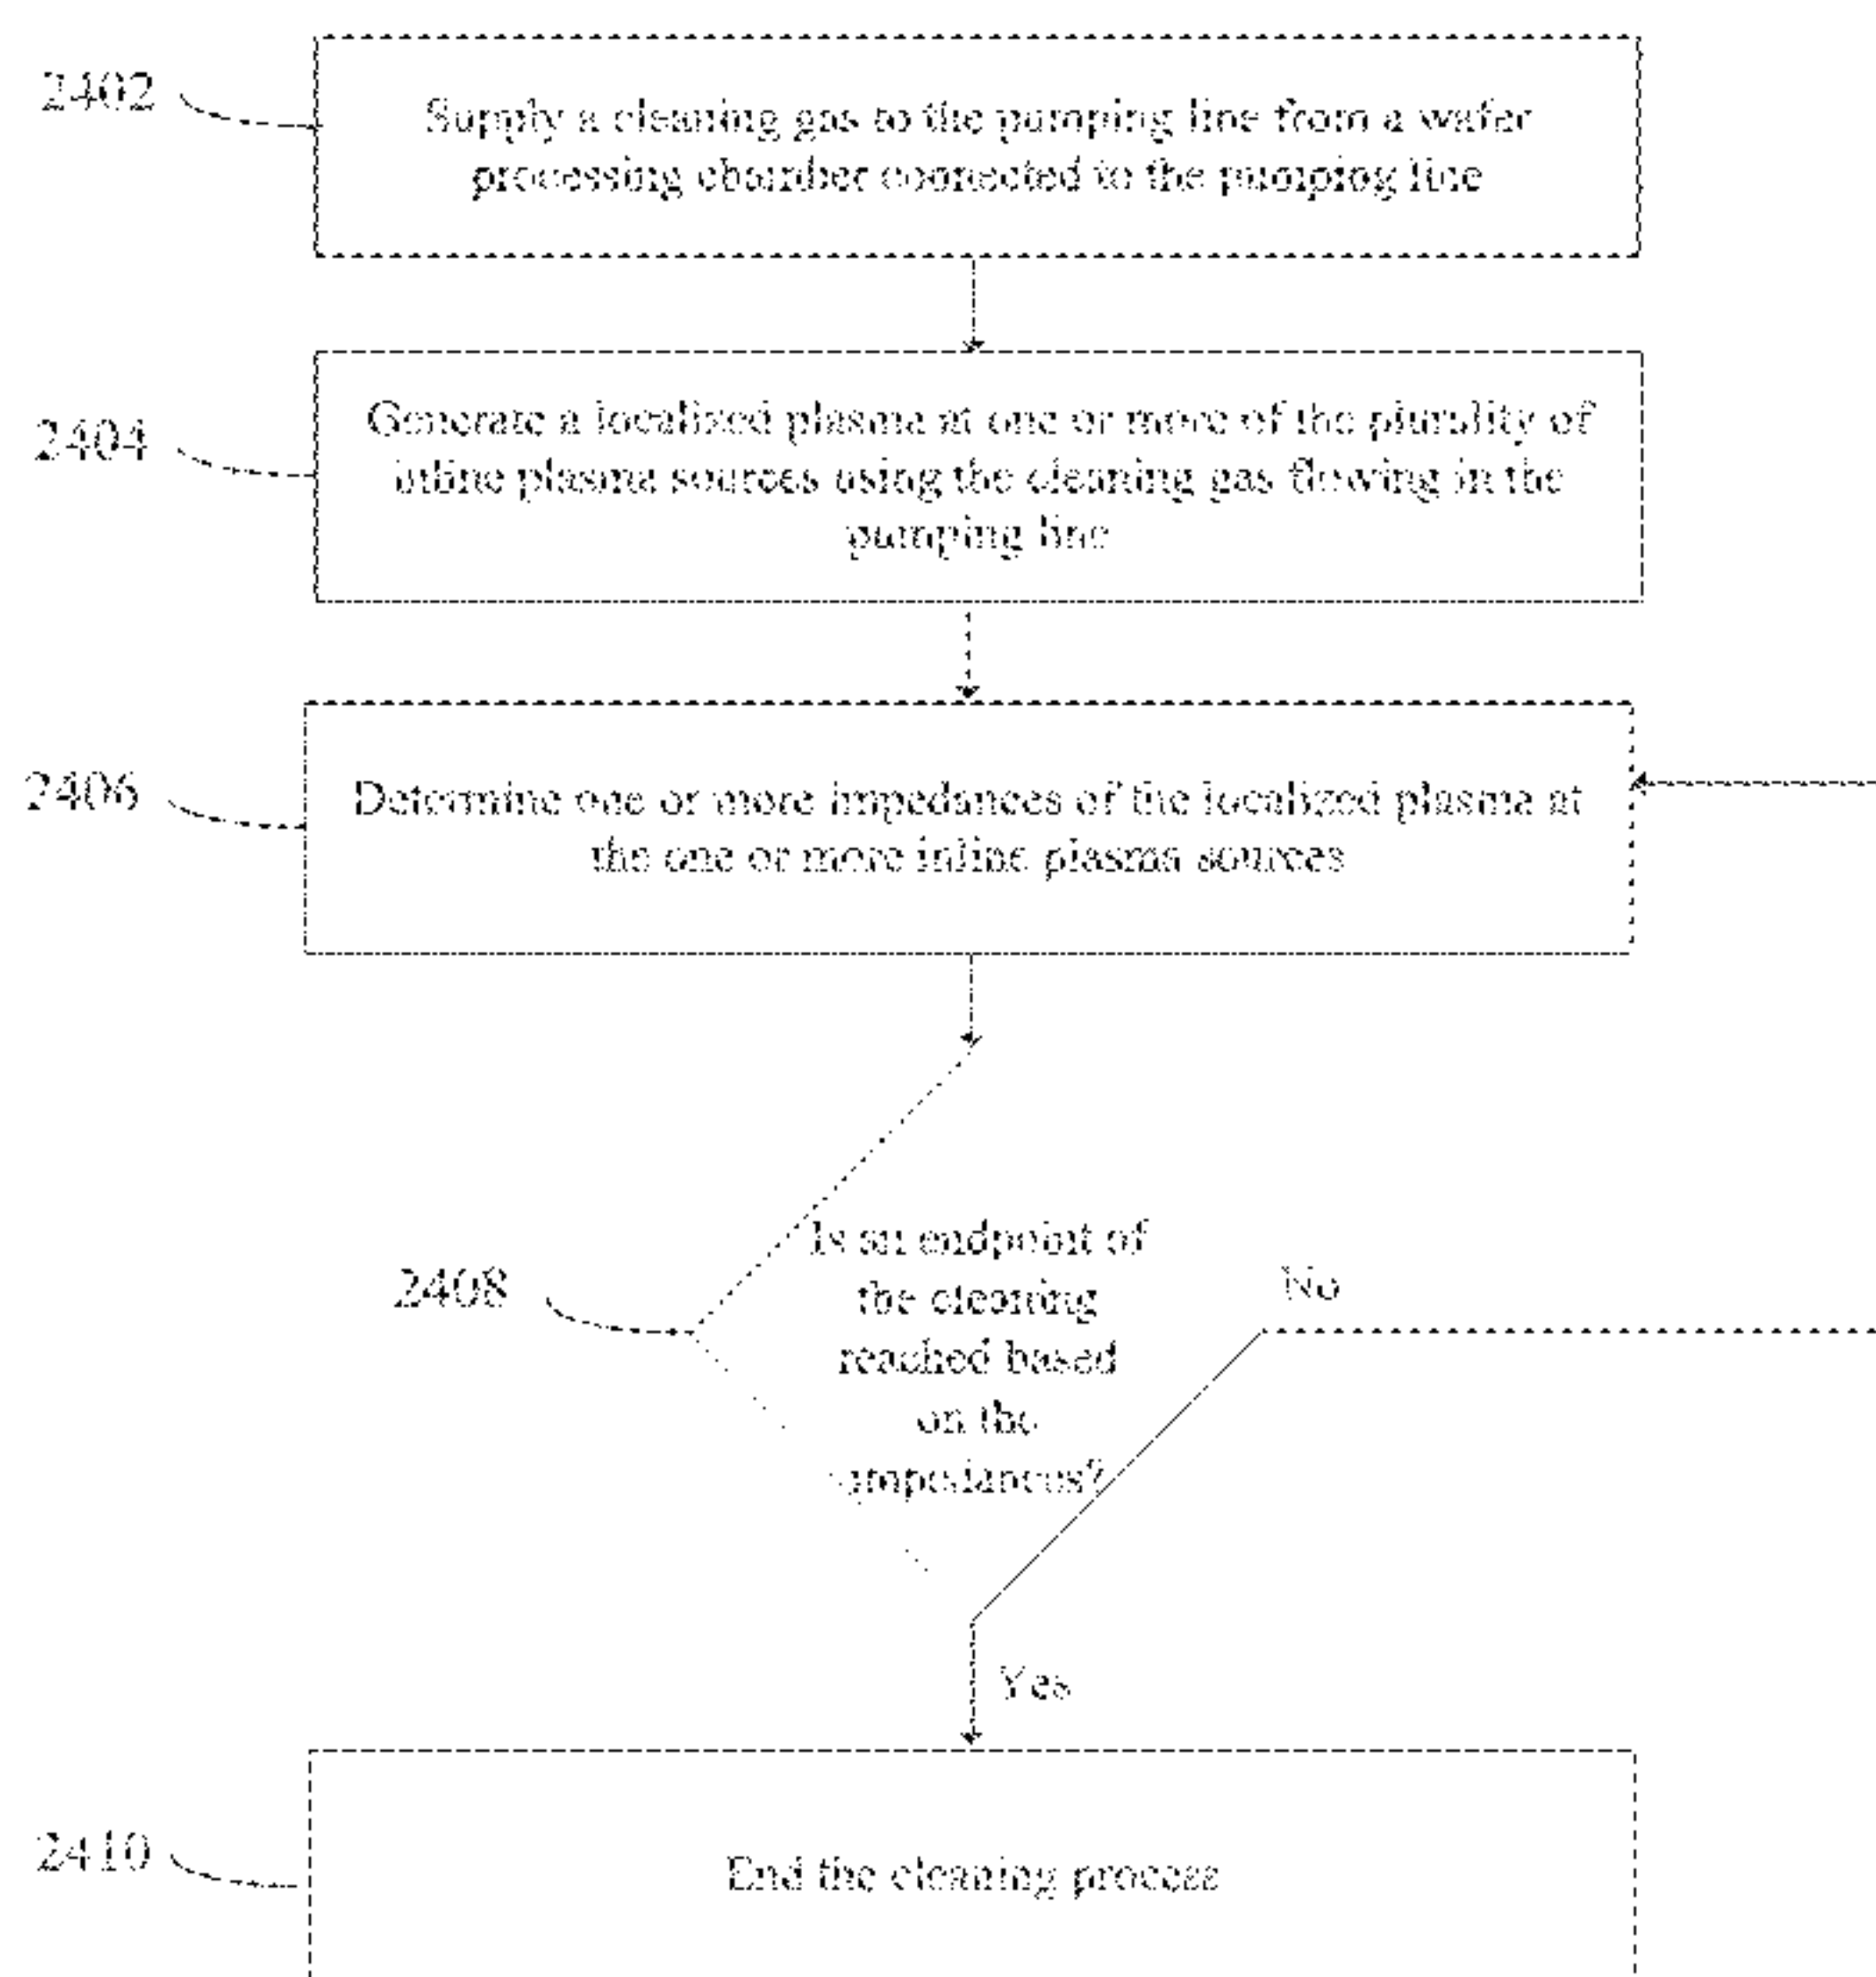 2402
Supply a cleaning gas to the pumping line from a wafer
processing chamber connected to the pumping line
2404
Generate a localized plasma at one or more of the plurality of
inline plasma sources using the cleaning gas flowing in the
pumping line
2406
Determine one or more impedances of the localized plasma at
the one or more inline plasma sources
2408
Is an endpoint of
the cleaning
reached based
on the
impedances?
No
Yes
2410
End the cleaning process